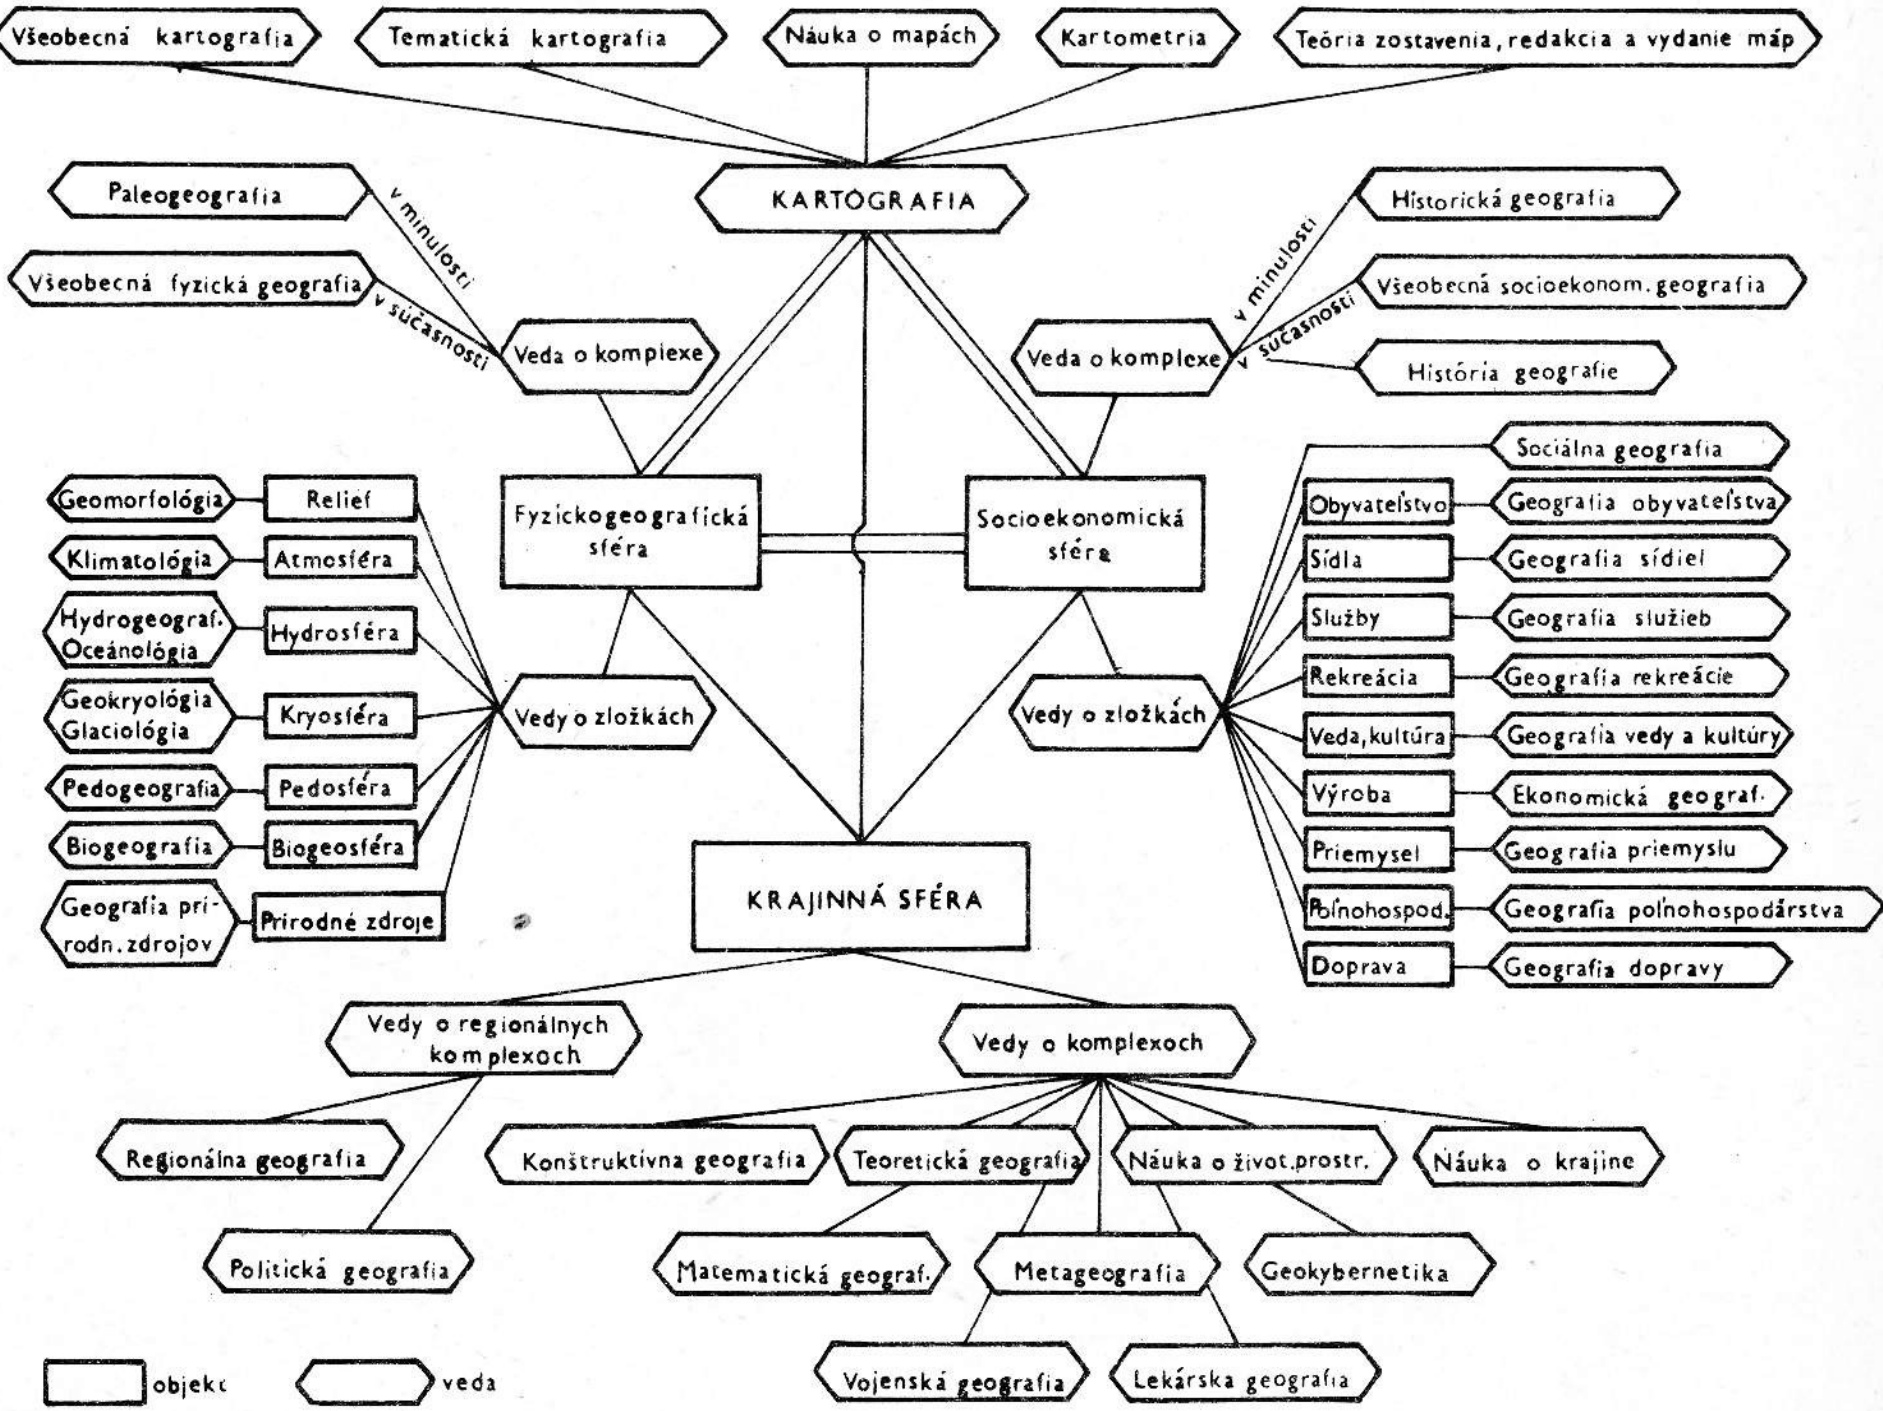 Všeobecná kartografia
Tematická kartografia
Náuka o mapách
Kartometria
Teória zostavenia, redakcia a vydanie máp
KARTOGRAFIA
Paleogeografia
v minulosti
Všeobecná fyzická geografia
v súčasnosti
Veda o komplexe
Historická geografia
v minulosti
Všeobecná socioekonom. geografia
v súčasnosti
Veda o komplexe
História geografie
Fyzickogeografická
sféra
Socioekonomická
sféra
Geomorfológia
Relief
Klimatológia
Atmosféra
Hydrogeograf.
Oceánológia
Hydrosféra
Geokryológia
Glaciológia
Kryosféra
Pedogeografia
Pedosféra
Biogeografia
Biogeosféra
Geografia prí-
rodn. zdrojov
Prírodné zdroje
Vedy o zložkách
Vedy o zložkách
Sociálna geografia
Obyvateľstvo
Geografia obyvateľstva
Sídla
Geografia sídiel
Služby
Geografia služieb
Rekreácia
Geografia rekreácie
Veda, kultúra
Geografia vedy a kultúry
Výroba
Ekonomická geograf.
Priemysel
Geografia priemyslu
Poľnohospod.
Geografia poľnohospodárstva
Doprava
Geografia dopravy
KRAJINNÁ SFÉRA
Vedy o regionálnych
komplexoch
Vedy o komplexoch
Regionálna geografia
Konštruktívna geografia
Teoretická geografia
Náuka o život. prostr.
Náuka o krajine
Politická geografia
Matematická geograf.
Metageografia
Geokybernetika
Vojenská geografia
Lekárska geografia
objekt
veda